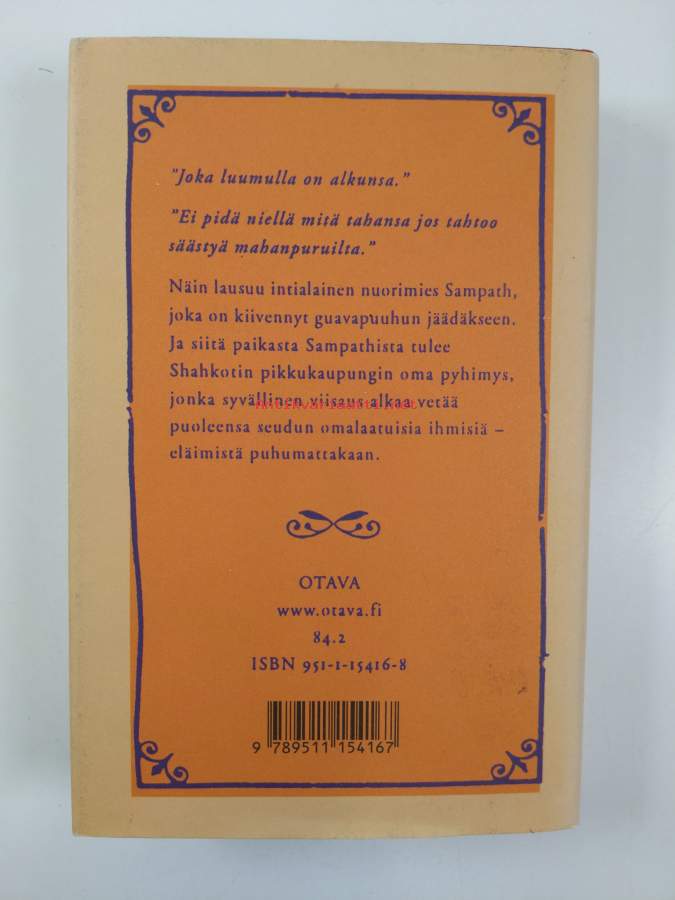 "Joka luumulla on alkunsa."
"Ei pidä niellä mitä tahansa jos tahtoo
säästyä mahanpuruilta."
Näin lausuu intialainen nuorimies Sampath,
joka on kiivennyt guavapuuhun jäädäkseen.
Ja siitä paikasta Sampathista tulee
Shahkotin pikkukaupungin oma pyhimys,
jonka syvällinen viisaus alkaa vetää
Antikvariaatti.net
puoleensa seudun omalaatuisia ihmisiä –
eläimistä puhumattakaan.
OTAVA
www.otava.fi
84.2
ISBN 951-1-15416-8
9 789511 154167